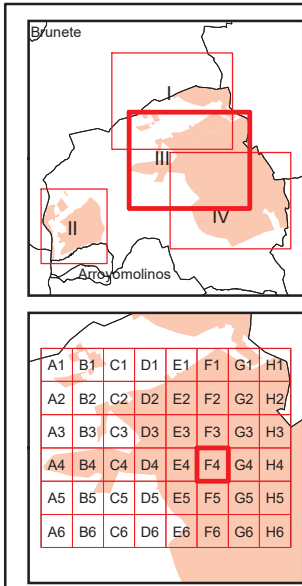 Brunete
I
III
IV
II
Arroyomolinos
A1 B1 C1 D1 E1 F1 G1 H1
A2 B2 C2 D2 E2 F2 G2 H2
A3 B3 C3 D3 E3 F3 G3 H3
A4 B4 C4 D4 E4 F4 G4 H4
A5 B5 C5 D5 E5 F5 G5 H5
A6 B6 C6 D6 E6 F6 G6 H6